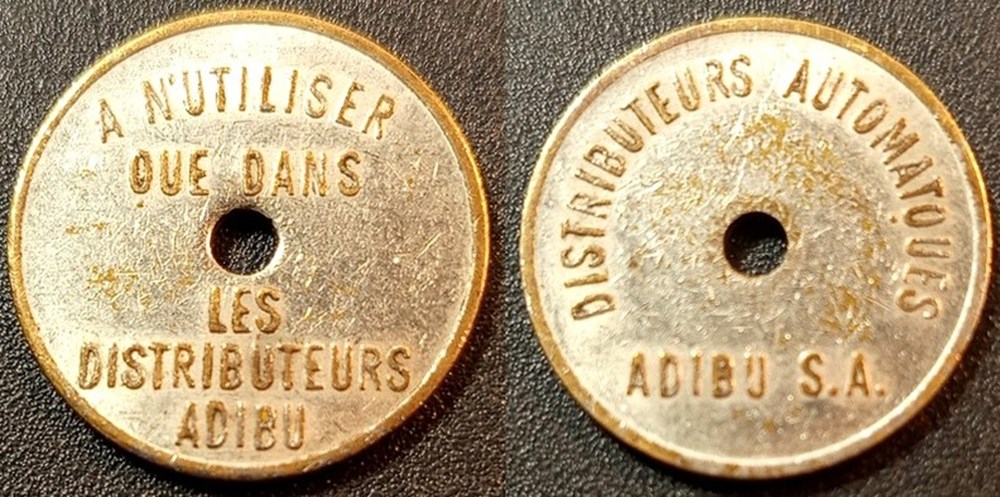 A N'UTILISER
QUE DANS
LES
DISTRIBUTEURS
ADIBU
DISTRIBUTEURS AUTOMATIQUES
ADIBU S.A.